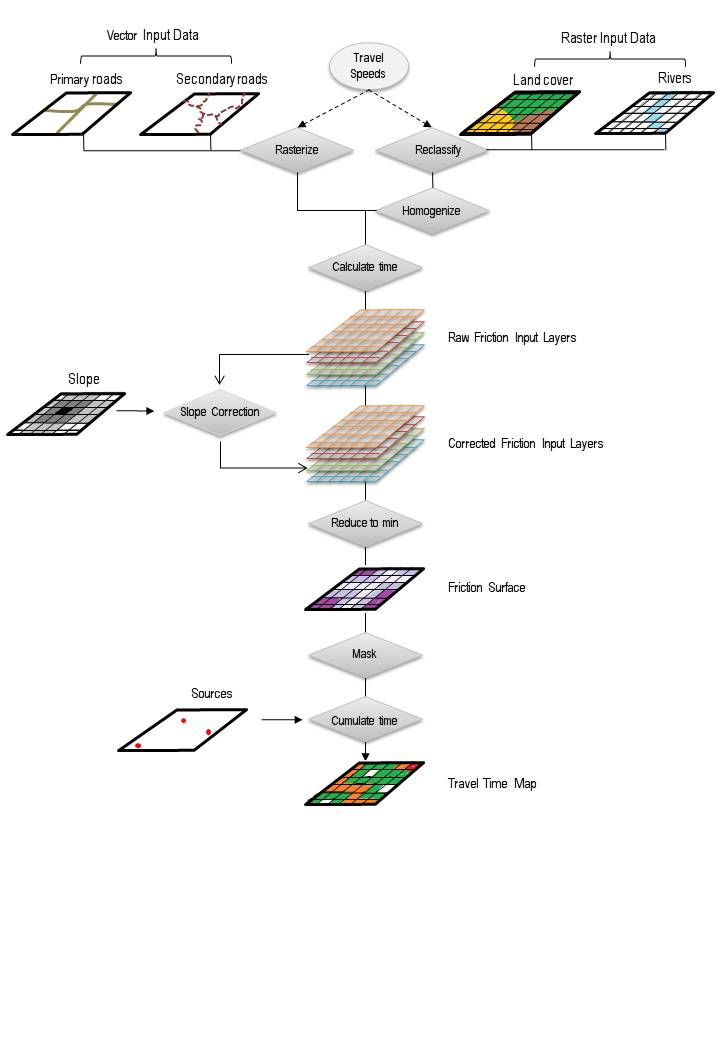 Vector Input Data
Raster Input Data
Travel
Speeds
Primary roads
Secondary roads
Land cover
Rivers
Rasterize
Reclassify
Homogenize
Calculate time
Raw Friction Input Layers
Slope
Slope Correction
Corrected Friction Input Layers
Reduce to min
Friction Surface
Mask
Sources
Cumulate time
Travel Time Map